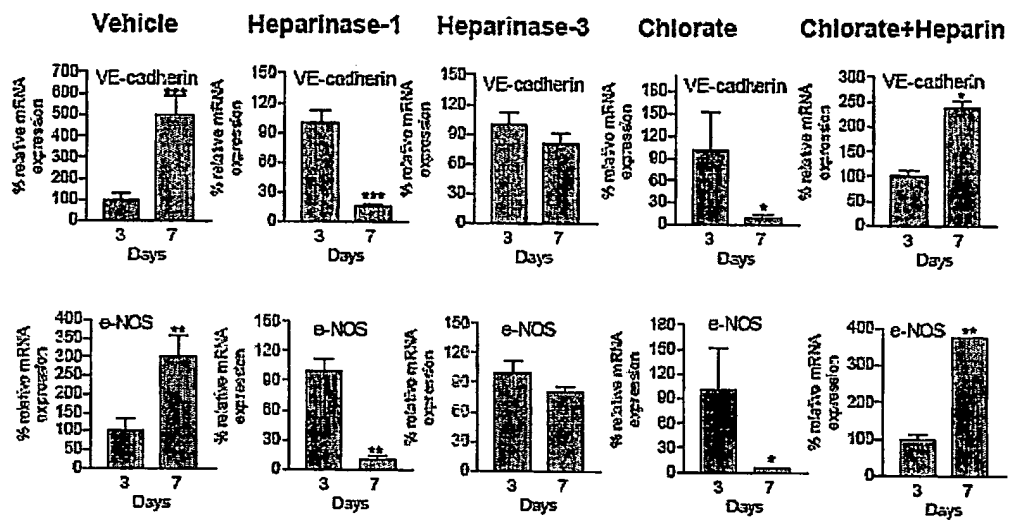 Vehicle Heparinase-1 Heparinase-3 Chlorate Chlorate+Heparin
% relative mRNA expression
700
600
500
400
300
200
100
0
VE-cadherin
***
3 7
Days
% relative mRNA expression
150
120
90
60
30
0
VE-cadherin
***
3 7
Days
% relative mRNA expression
150
120
90
60
30
0
VE-cadherin
3 7
Days
% relative mRNA expression
180
150
120
90
60
30
0
VE-cadherin
*
3 7
Days
% relative mRNA expression
300
250
200
150
100
50
0
VE-cadherin
*
3 7
Days
% relative mRNA expression
400
350
300
250
200
150
100
50
0
e-NOS
**
3 7
Days
% relative mRNA expression
150
120
90
60
30
0
e-NOS
**
3 7
Days
% relative mRNA expression
150
120
90
60
30
0
e-NOS
3 7
Days
% relative mRNA expression
180
150
120
90
60
30
0
e-NOS
*
3 7
Days
% relative mRNA expression
400
300
200
100
0
e-NOS
**
3 7
Days